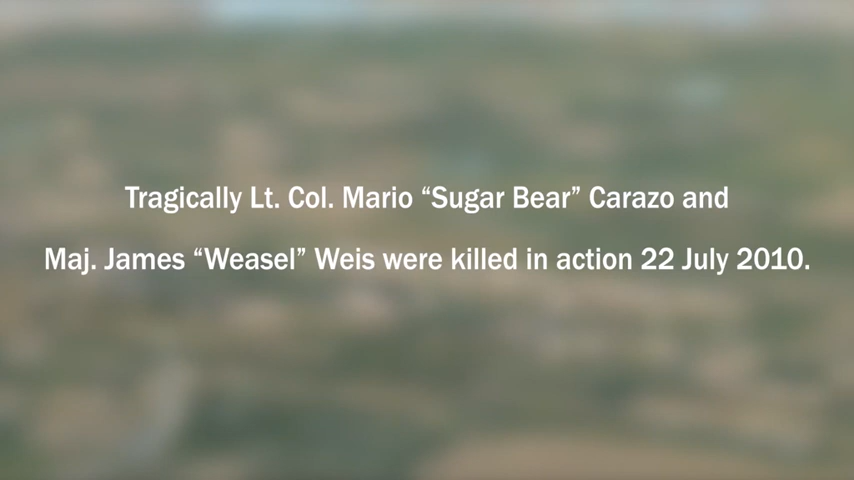 Tragically Lt. Col. Mario “Sugar Bear” Carazo and
Maj. James “Weasel” Weis were killed in action 22 July 2010.